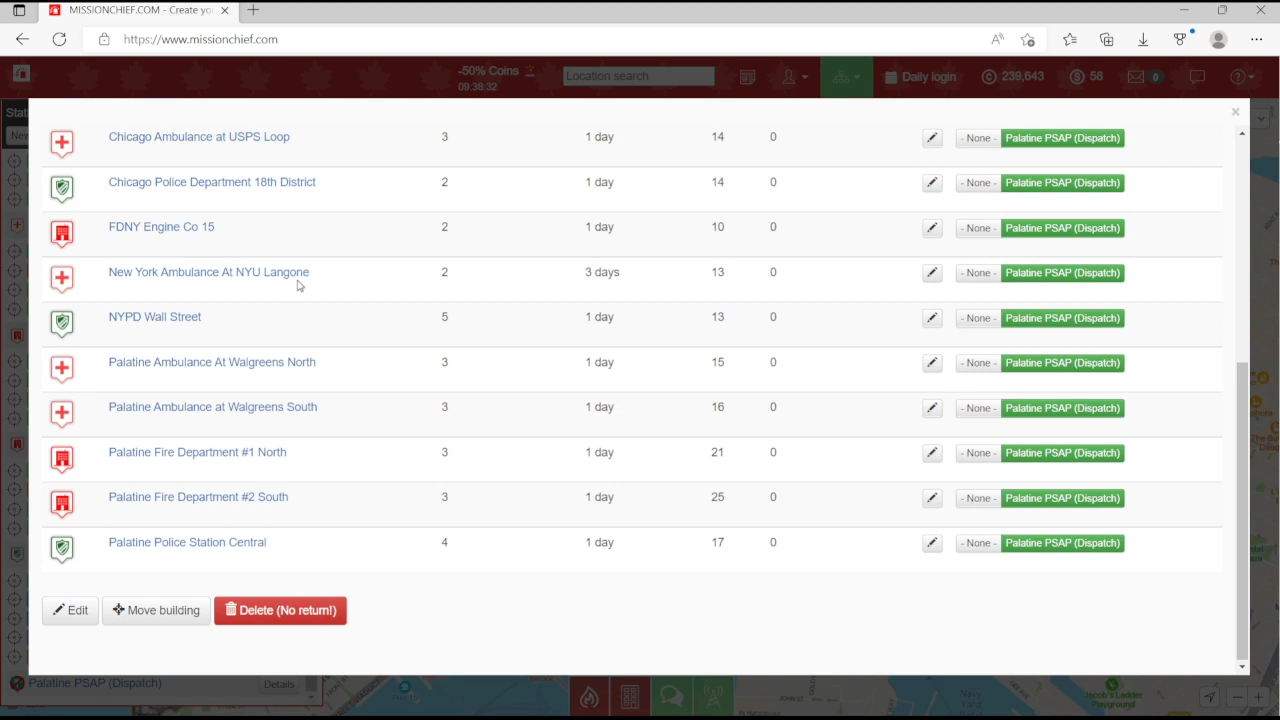 MISSIONCHIEF.COM - Create yo
https://www.missionchief.com
-50% Coins
09:38:32
Location search
Daily login
239,643
58
0
Stati
New
Chicago Ambulance at USPS Loop 3 1 day 14 0 - None - Palatine PSAP (Dispatch)
Chicago Police Department 18th District 2 1 day 14 0 - None - Palatine PSAP (Dispatch)
FDNY Engine Co 15 2 1 day 10 0 - None - Palatine PSAP (Dispatch)
New York Ambulance At NYU Langone 2 3 days 13 0 - None - Palatine PSAP (Dispatch)
NYPD Wall Street 5 1 day 13 0 - None - Palatine PSAP (Dispatch)
Palatine Ambulance At Walgreens North 3 1 day 15 0 - None - Palatine PSAP (Dispatch)
Palatine Ambulance at Walgreens South 3 1 day 16 0 - None - Palatine PSAP (Dispatch)
Palatine Fire Department #1 North 3 1 day 21 0 - None - Palatine PSAP (Dispatch)
Palatine Fire Department #2 South 3 1 day 25 0 - None - Palatine PSAP (Dispatch)
Palatine Police Station Central 4 1 day 17 0 - None - Palatine PSAP (Dispatch)
Edit Move building Delete (No return!)
Palatine PSAP (Dispatch) Details
Navy
Yard
Jacob's Ladder
Playground